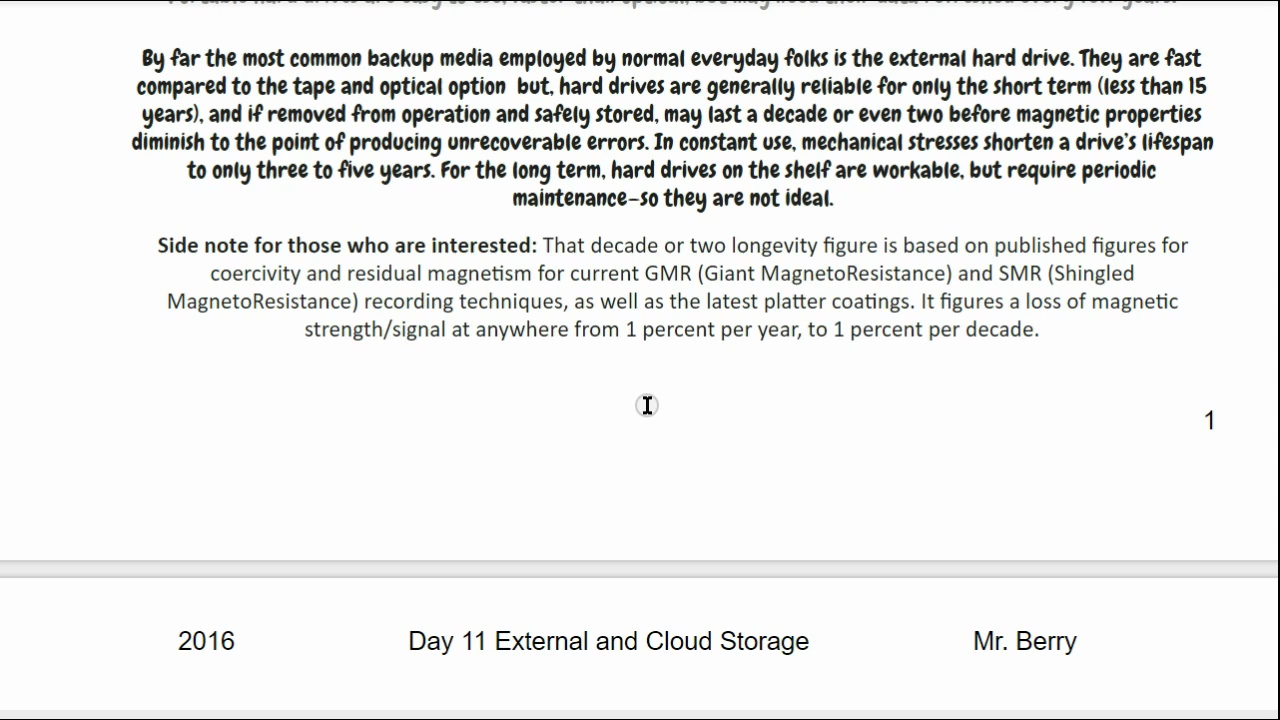 By far the most common backup media employed by normal everyday folks is the external hard drive. They are fast
compared to the tape and optical option but, hard drives are generally reliable for only the short term (less than 15
years), and if removed from operation and safely stored, may last a decade or even two before magnetic properties
diminish to the point of producing unrecoverable errors. In constant use, mechanical stresses shorten a drive's lifespan
to only three to five years. For the long term, hard drives on the shelf are workable, but require periodic
maintenance–so they are not ideal.
Side note for those who are interested: That decade or two longevity figure is based on published figures for
coercivity and residual magnetism for current GMR (Giant MagnetoResistance) and SMR (Shingled
MagnetoResistance) recording techniques, as well as the latest platter coatings. It figures a loss of magnetic
strength/signal at anywhere from 1 percent per year, to 1 percent per decade.
1
2016 Day 11 External and Cloud Storage Mr. Berry